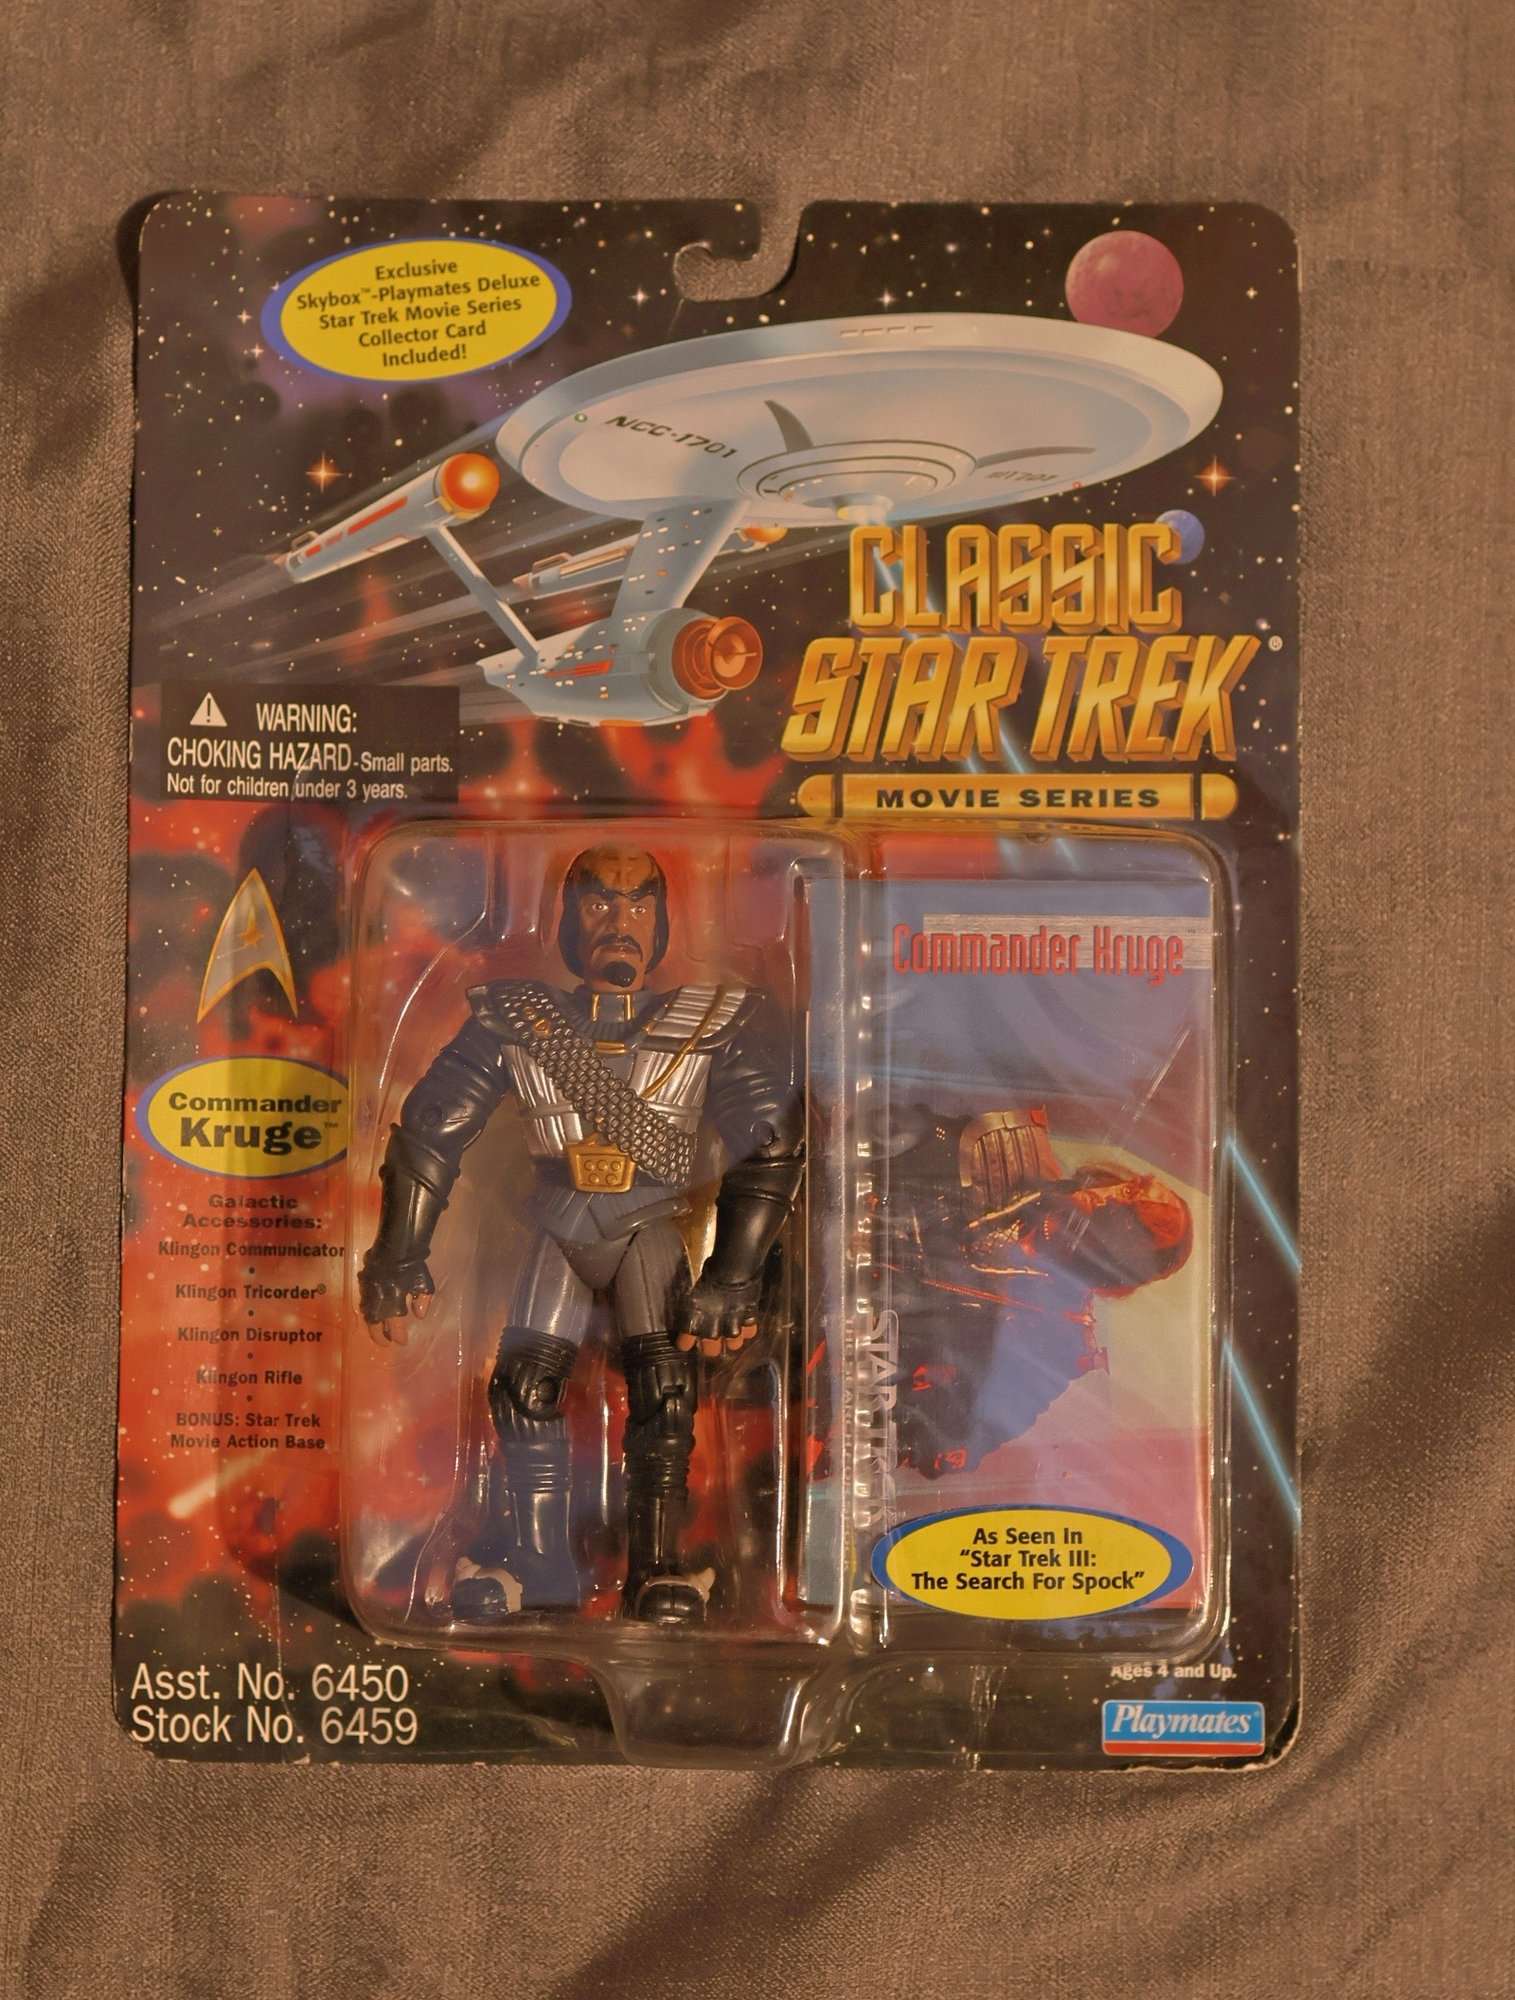 Exclusive
Skybox™-Playmates Deluxe
Star Trek Movie Series
Collector Card
Included!
NCC-1701
CLASSIC
STAR TREK®
MOVIE SERIES
WARNING:
CHOKING HAZARD-Small parts.
Not for children under 3 years.
Commander Kruge™
Commander
Kruge™
Galactic
Accessories:
Klingon Communicator
•
Klingon Tricorder®
•
Klingon Disruptor
•
Klingon Rifle
•
BONUS: Star Trek
Movie Action Base
STAR TREK
As Seen In
"Star Trek III:
The Search For Spock"
Asst. No. 6450
Stock No. 6459
Ages 4 and Up.
Playmates®